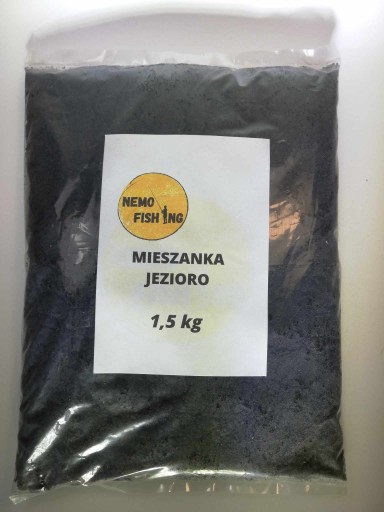 NEMO
FISHING
MIESZANKA
JEZIORO
1,5 kg